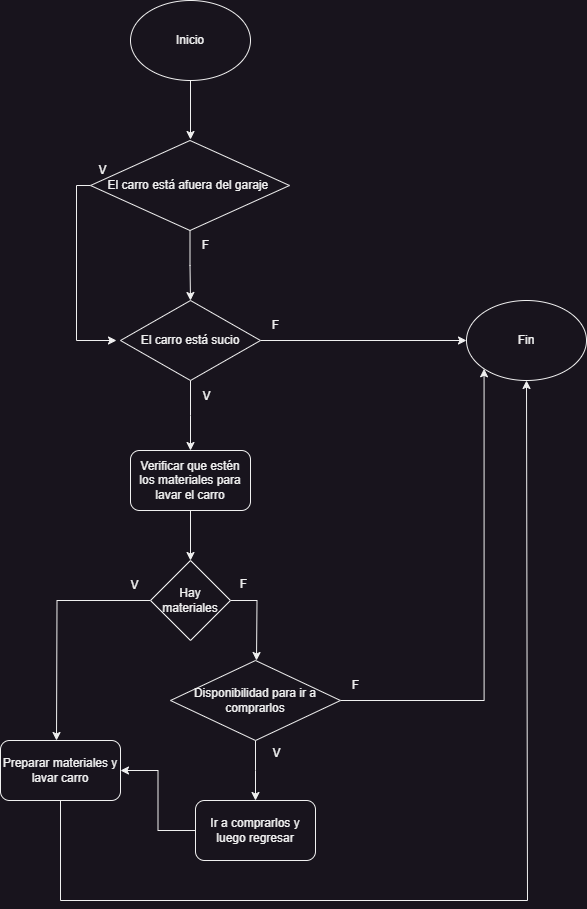 Inicio
V
El carro está afuera del garaje
F
El carro está sucio
F
Fin
V
Verificar que estén
los materiales para
lavar el carro
V
F
Hay
materiales
Disponibilidad para ir a
comprarlos
F
V
Preparar materiales y
lavar carro
Ir a comprarlos y
luego regresar